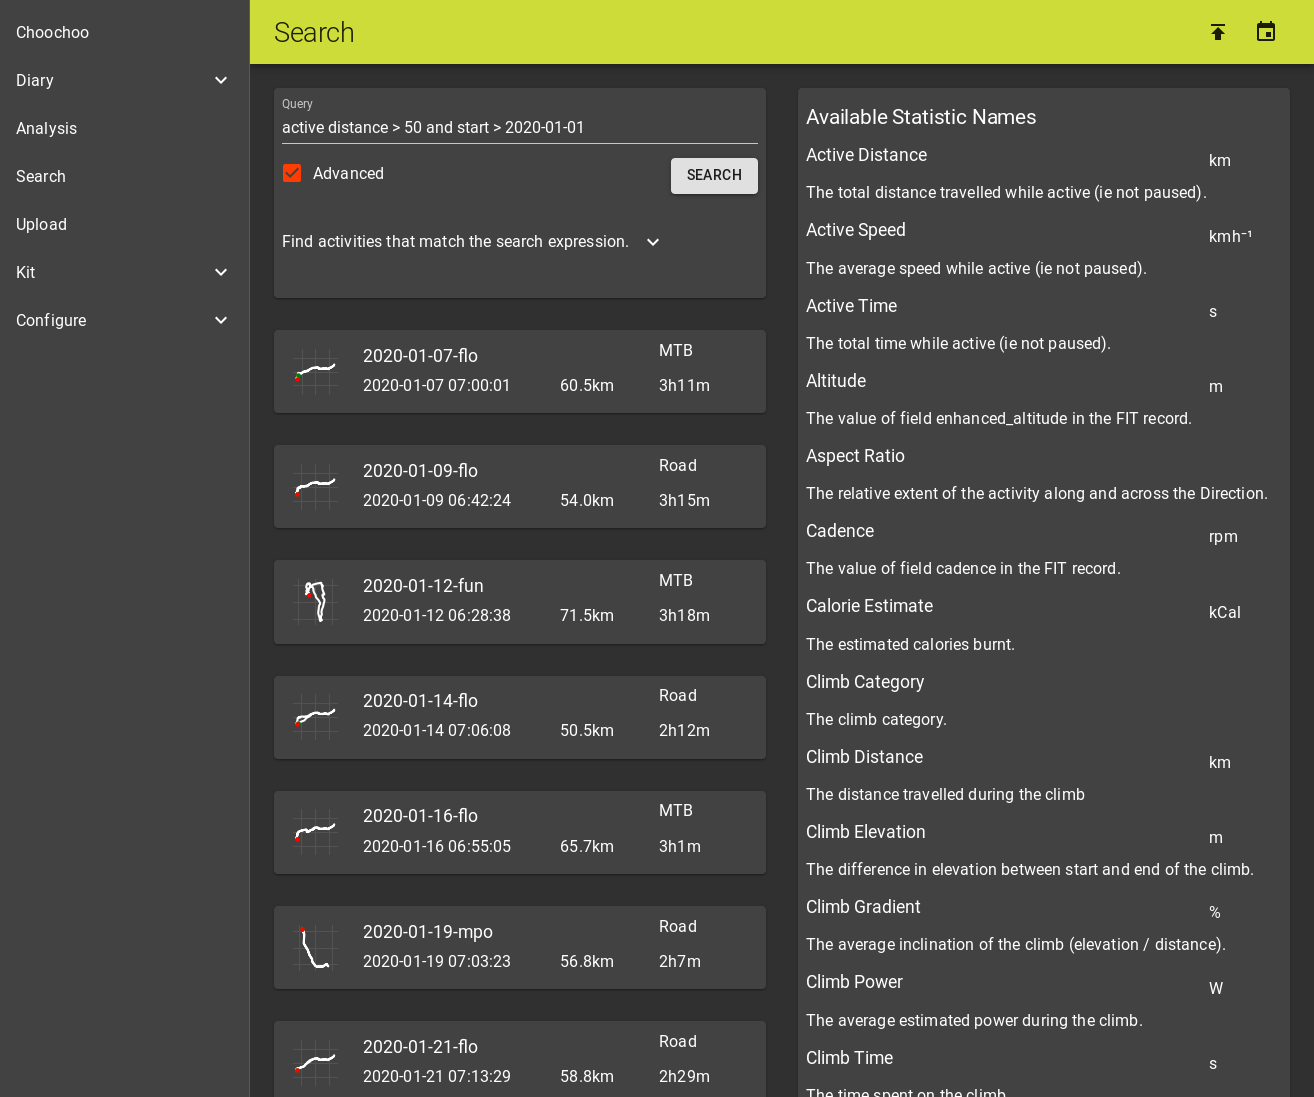 Choochoo
Diary
Analysis
Search
Upload
Kit
Configure
Search
Query
active distance > 50 and start > 2020-01-01
Advanced
SEARCH
Find activities that match the search expression.
2020-01-07-flo
MTB
2020-01-07 07:00:01 60.5km 3h11m
2020-01-09-flo
Road
2020-01-09 06:42:24 54.0km 3h15m
2020-01-12-fun
MTB
2020-01-12 06:28:38 71.5km 3h18m
2020-01-14-flo
Road
2020-01-14 07:06:08 50.5km 2h12m
2020-01-16-flo
MTB
2020-01-16 06:55:05 65.7km 3h1m
2020-01-19-mpo
Road
2020-01-19 07:03:23 56.8km 2h7m
2020-01-21-flo
Road
2020-01-21 07:13:29 58.8km 2h29m
Available Statistic Names
Active Distance km
The total distance travelled while active (ie not paused).
Active Speed kmh⁻¹
The average speed while active (ie not paused).
Active Time s
The total time while active (ie not paused).
Altitude m
The value of field enhanced_altitude in the FIT record.
Aspect Ratio
The relative extent of the activity along and across the Direction.
Cadence rpm
The value of field cadence in the FIT record.
Calorie Estimate kCal
The estimated calories burnt.
Climb Category
The climb category.
Climb Distance km
The distance travelled during the climb
Climb Elevation m
The difference in elevation between start and end of the climb.
Climb Gradient %
The average inclination of the climb (elevation / distance).
Climb Power W
The average estimated power during the climb.
Climb Time s
The time spent on the climb